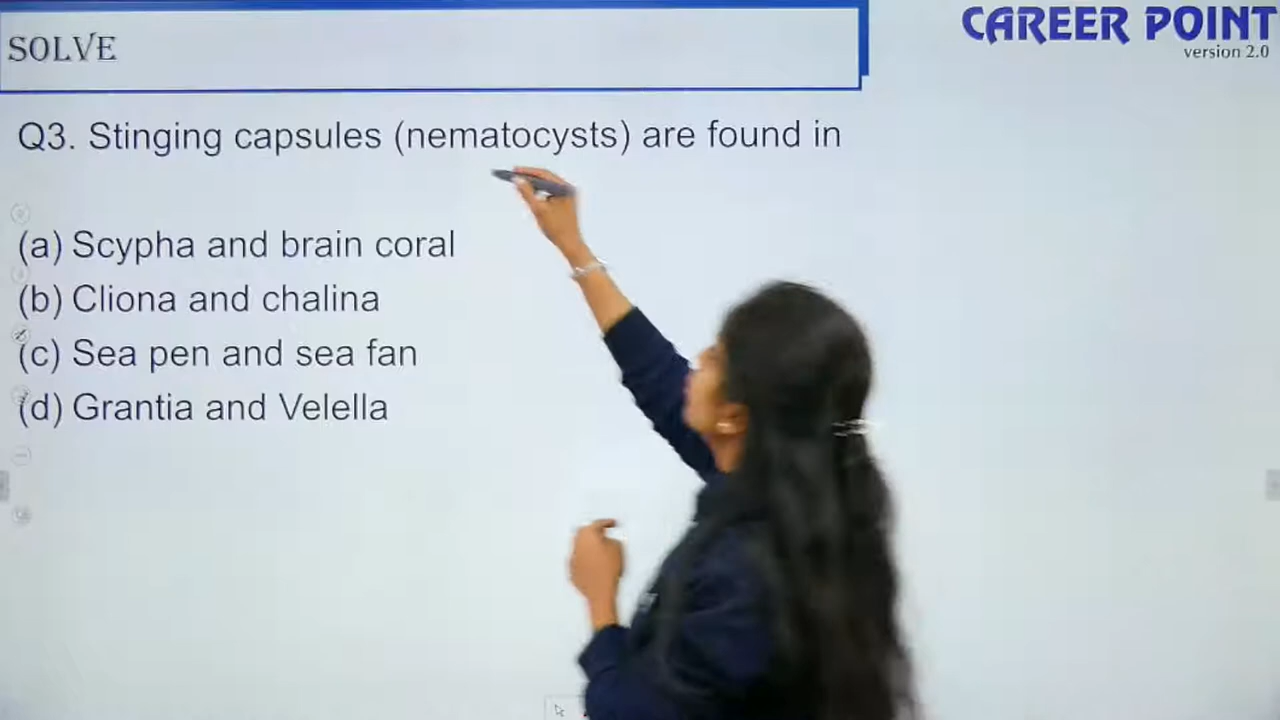 SOLVE
CAREER POINT
version 2.0
Q3. Stinging capsules (nematocysts) are found in
(a) Scypha and brain coral
(b) Cliona and chalina
(c) Sea pen and sea fan
(d) Grantia and Velella